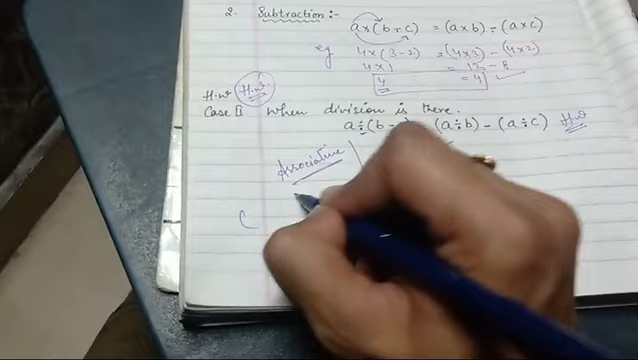 2. Subtraction :-
a×(b-c) = (a×b) - (a×c)
eg 4×(3-2) = (4×3) - (4×2)
4×1 = 12 - 8
4 = 4
H.w H.w
Case II When division is there.
a÷(b- (a÷b) - (a÷c) H.w
Associative
C